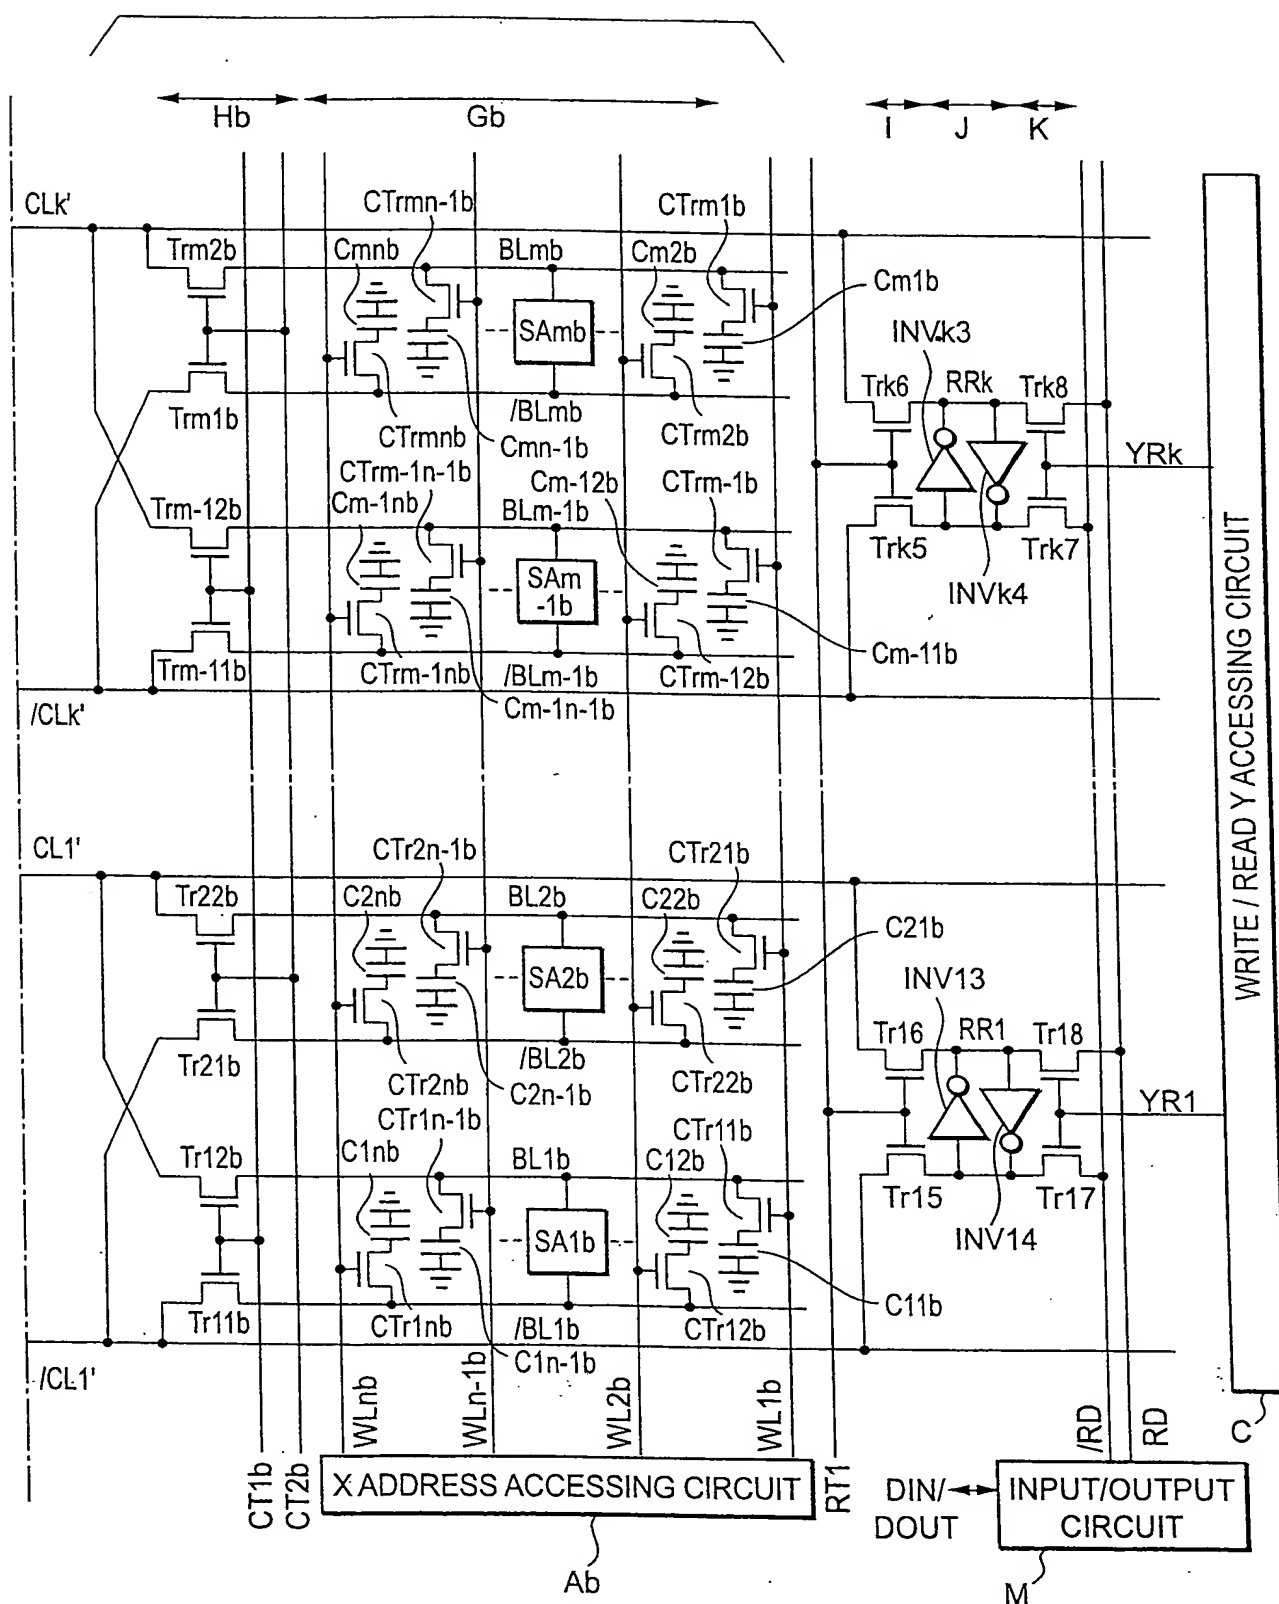 Hb
Gb
I
J
K
CLk'
CTrmn-1b
CTrm1b
Trm2b
Cmnb
BLmb
Cm2b
Cm1b
SAmb
INVk3
Trk6
RRk
Trk8
Trm1b
/BLmb
CTrmnb
Cmn-1b
CTrm2b
YRk
CTrm-1n-1b
Cm-12b
CTrm-1b
Cm-1nb
BLm-1b
Trm-12b
Trk5
Trk7
SAm
-1b
INVk4
Cm-11b
Trm-11b
CTrm-1nb
/BLm-1b
CTrm-12b
Cm-1n-1b
/CLk'
WRITE / READ Y ACCESSING CIRCUIT
CL1'
CTr2n-1b
CTr21b
Tr22b
C2nb
BL2b
C22b
C21b
SA2b
INV13
Tr16
RR1
Tr18
Tr21b
/BL2b
CTr2nb
C2n-1b
CTr22b
YR1
CTr1n-1b
CTr11b
Tr12b
C1nb
BL1b
C12b
Tr15
Tr17
SA1b
INV14
C11b
Tr11b
CTr1nb
/BL1b
CTr12b
C1n-1b
/CL1'
CT1b
CT2b
WLnb
WLn-1b
WL2b
WL1b
RT1
/RD
RD
C
X ADDRESS ACCESSING CIRCUIT
DIN/
DOUT
INPUT/OUTPUT
CIRCUIT
Ab
M